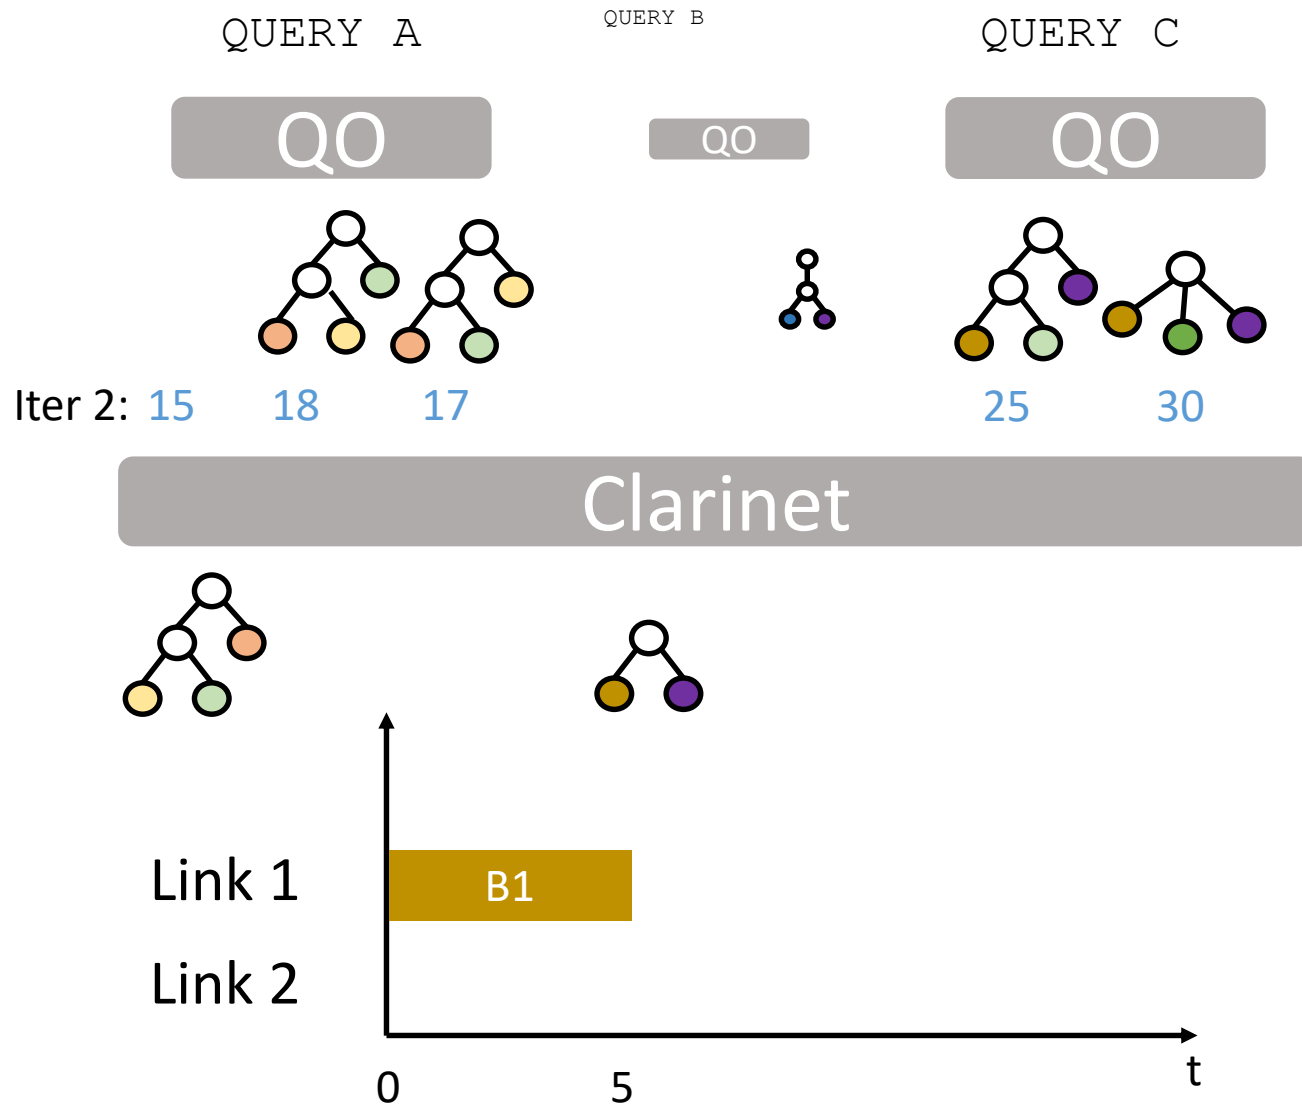 QUERY A
QUERY B
QUERY C
QO
QO
QO
Iter 2: 15 18 17 25 30
Clarinet
Link 1
B1
Link 2
0
5
t